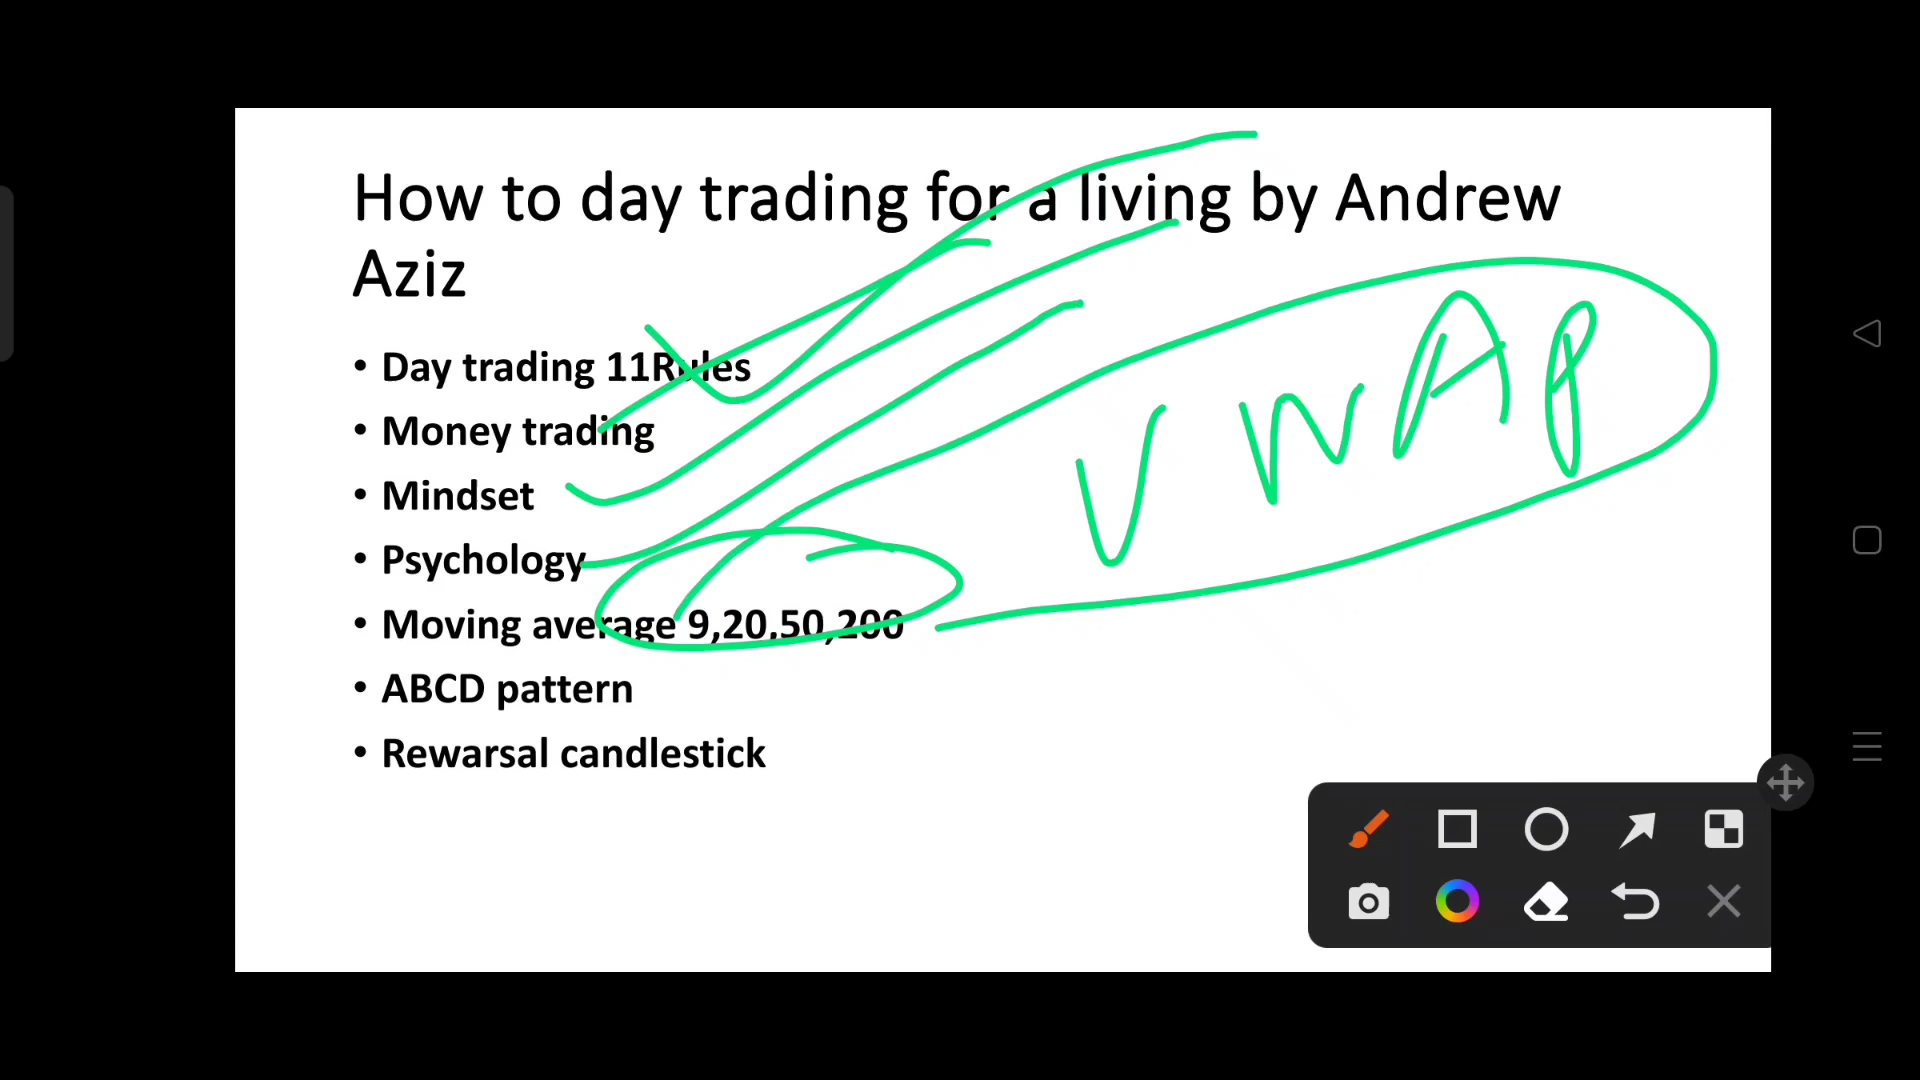 How to day trading for a living by Andrew
Aziz
• Day trading 11Rules
• Money trading
• Mindset
• Psychology
• Moving average 9,20,50,200
• ABCD pattern
• Rewarsal candlestick
VWAP